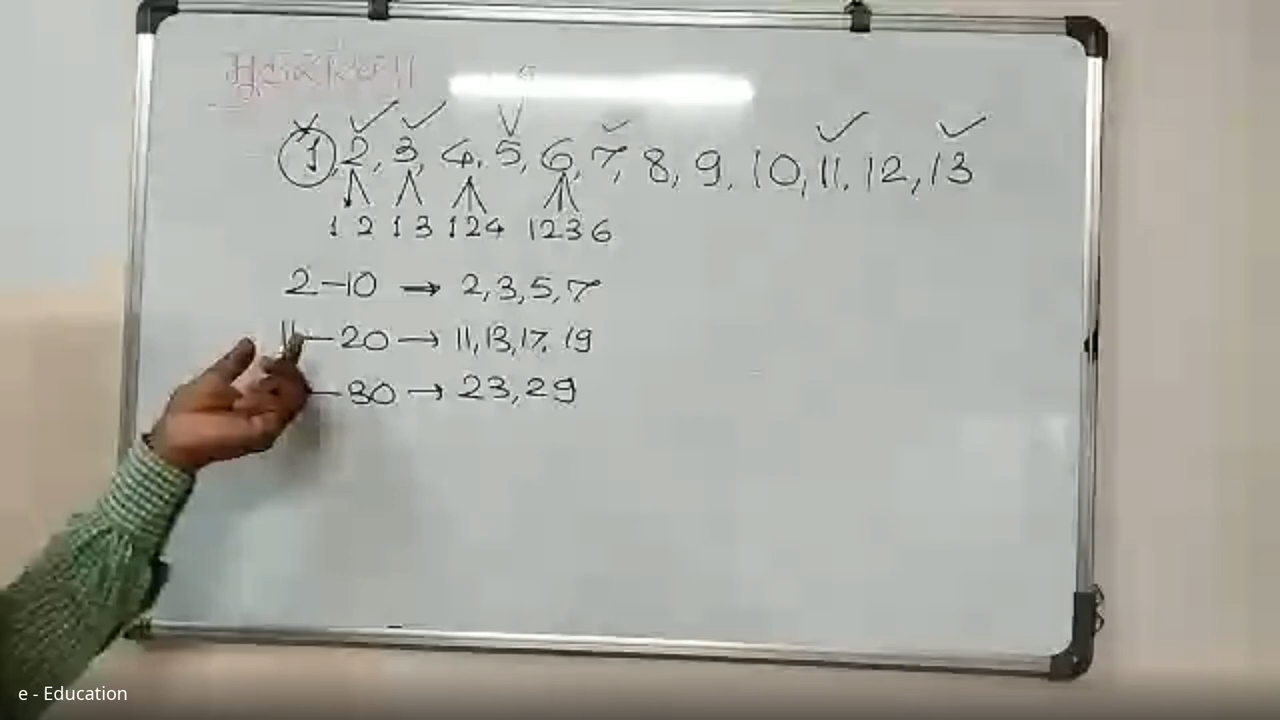 1, 2, 3, 4, 5, 6, 7, 8, 9, 10, 11, 12, 13
1 2 1 3 1 2 4 1 2 3 6
2-10 → 2,3,5,7
11-20 → 11,13,17,19
-30 → 23,29
e - Education